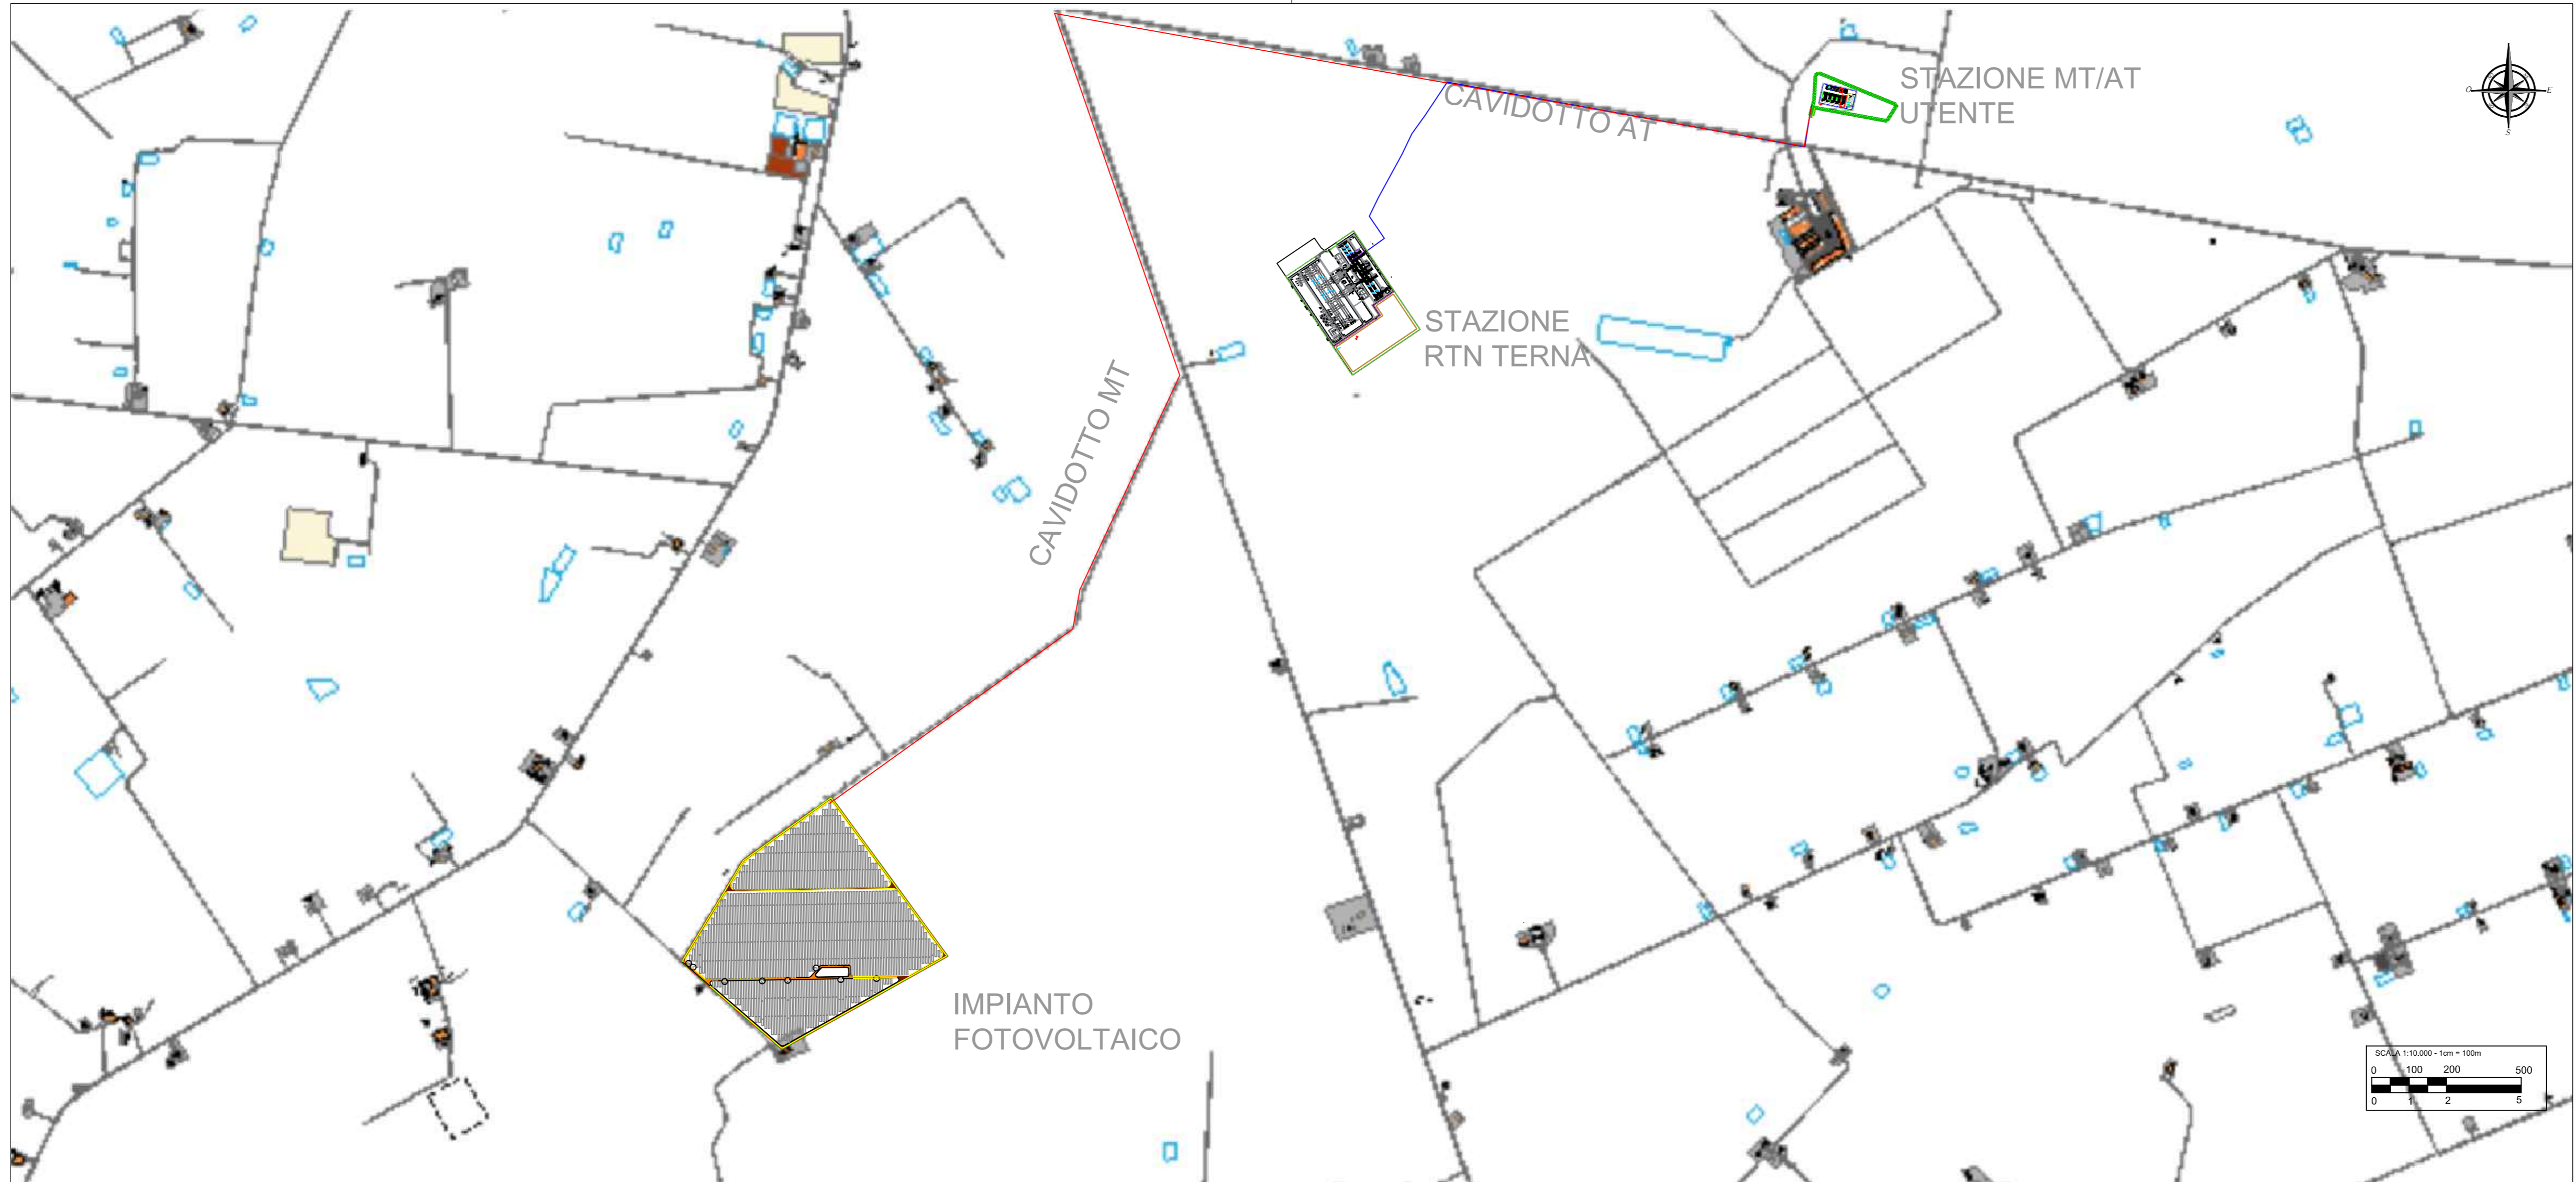 STAZIONE MT/AT
UTENTE
O
E
S
CAVIDOTTO AT
STAZIONE
RTN TERNA
CAVIDOTTO MT
IMPIANTO
FOTOVOLTAICO
SCALA 1:10.000 - 1cm = 100m
0 100 200 500
0 1 2 5